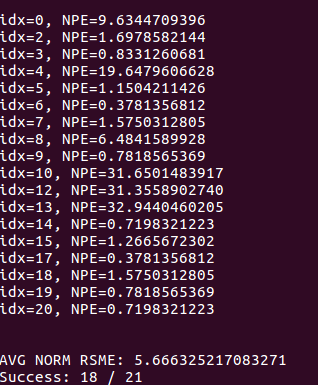 idx=0, NPE=9.6344709396
idx=2, NPE=1.6978582144
idx=3, NPE=0.8331260681
idx=4, NPE=19.6479606628
idx=5, NPE=1.1504211426
idx=6, NPE=0.3781356812
idx=7, NPE=1.5750312805
idx=8, NPE=6.4841589928
idx=9, NPE=0.7818565369
idx=10, NPE=31.6501483917
idx=12, NPE=31.3558902740
idx=13, NPE=32.9440460205
idx=14, NPE=0.7198321223
idx=15, NPE=1.2665672302
idx=17, NPE=0.3781356812
idx=18, NPE=1.5750312805
idx=19, NPE=0.7818565369
idx=20, NPE=0.7198321223
AVG NORM RSME: 5.666325217083271
Success: 18 / 21